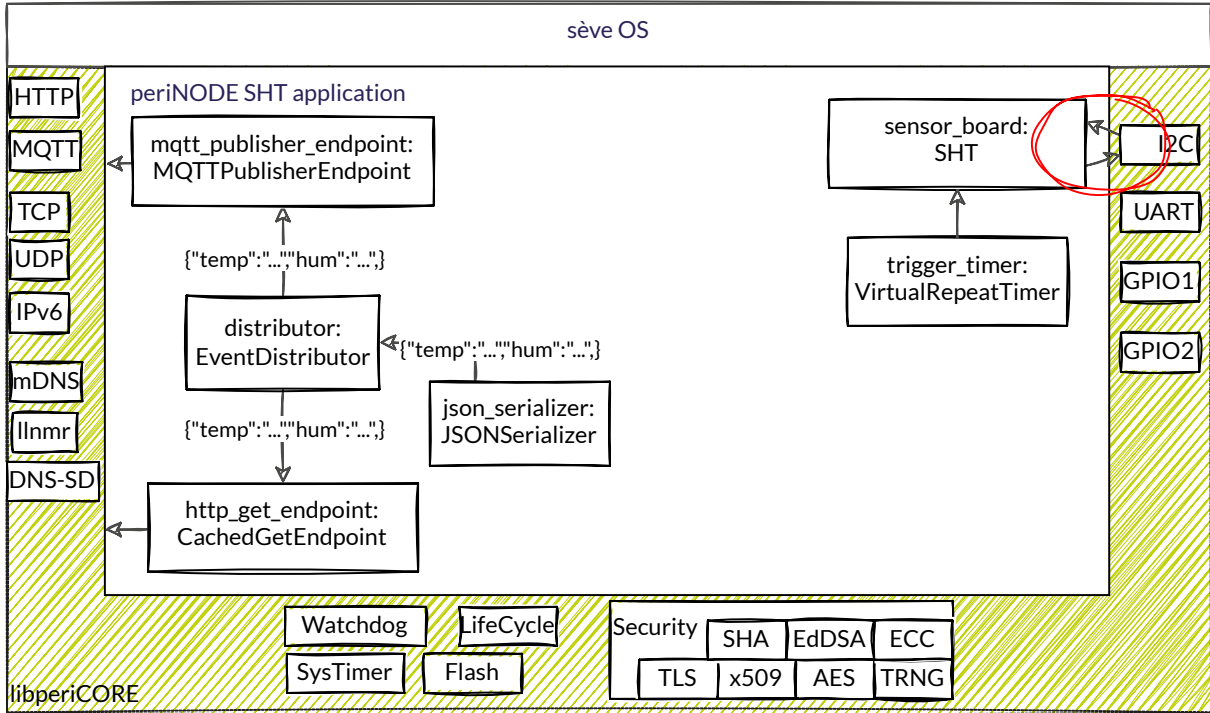 sève OS
HTTP
MQTT
TCP
UDP
IPv6
mDNS
llnmr
DNS-SD
periNODE SHT application
mqtt_publisher_endpoint:
MQTTPublisherEndpoint
{"temp":"...","hum":"...",}
distributor:
EventDistributor
{"temp":"...","hum":"...",}
json_serializer:
JSONSerializer
{"temp":"...","hum":"...",}
http_get_endpoint:
CachedGetEndpoint
sensor_board:
SHT
trigger_timer:
VirtualRepeatTimer
I2C
UART
GPIO1
GPIO2
Watchdog
LifeCycle
SysTimer
Flash
Security
SHA
EdDSA
ECC
TLS
x509
AES
TRNG
libperiCORE